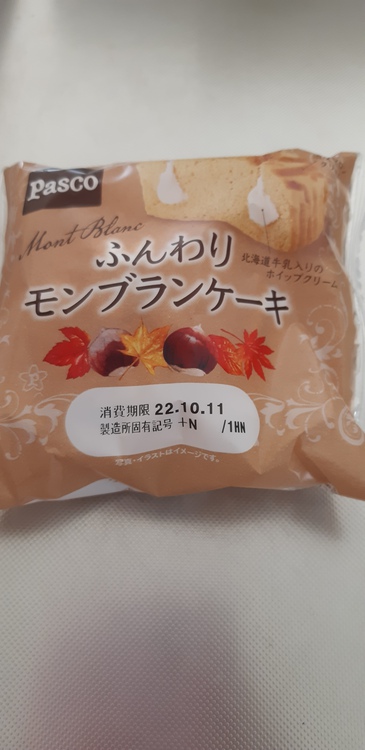 Pasco
Mont Blanc
ふんわり
モンブランケーキ
北海道牛乳入りの
ホイップクリーム
消費期限 22.10.11
製造所固有記号 +N /1HN
写真・イラストはイメージです。